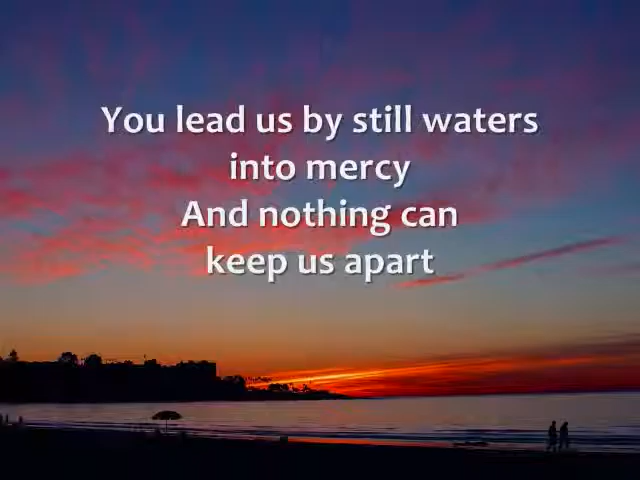 You lead us by still waters
into mercy
And nothing can
keep us apart